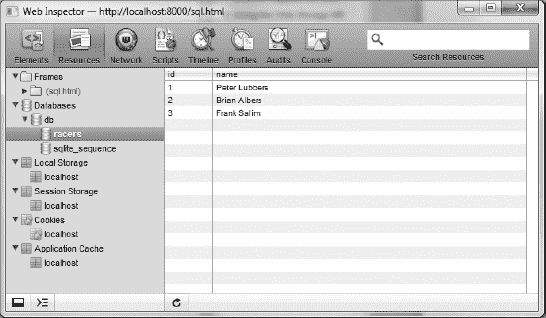 Web Inspector — http://localhost:8000/sql.html
Elements Resources Network Scripts Timeline Profiles Audits Console
Search Resources
Frames
(sql.html)
Databases
db
racers
sqlite_sequence
Local Storage
localhost
Session Storage
localhost
Cookies
localhost
Application Cache
localhost
id name
1 Peter Lubbers
2 Brian Albers
3 Frank Salim